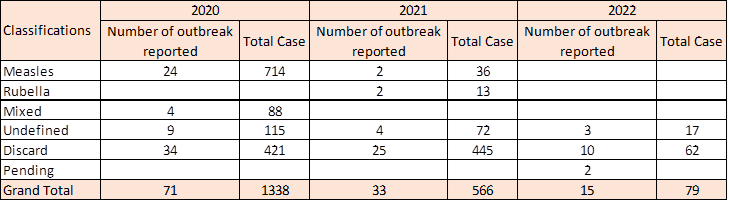 Classifications 2020 2021 2022
Number of outbreak reported Total Case Number of outbreak reported Total Case Number of outbreak reported Total Case
Measles 24 714 2 36
Rubella 2 13
Mixed 4 88
Undefined 9 115 4 72 3 17
Discard 34 421 25 445 10 62
Pending 2
Grand Total 71 1338 33 566 15 79